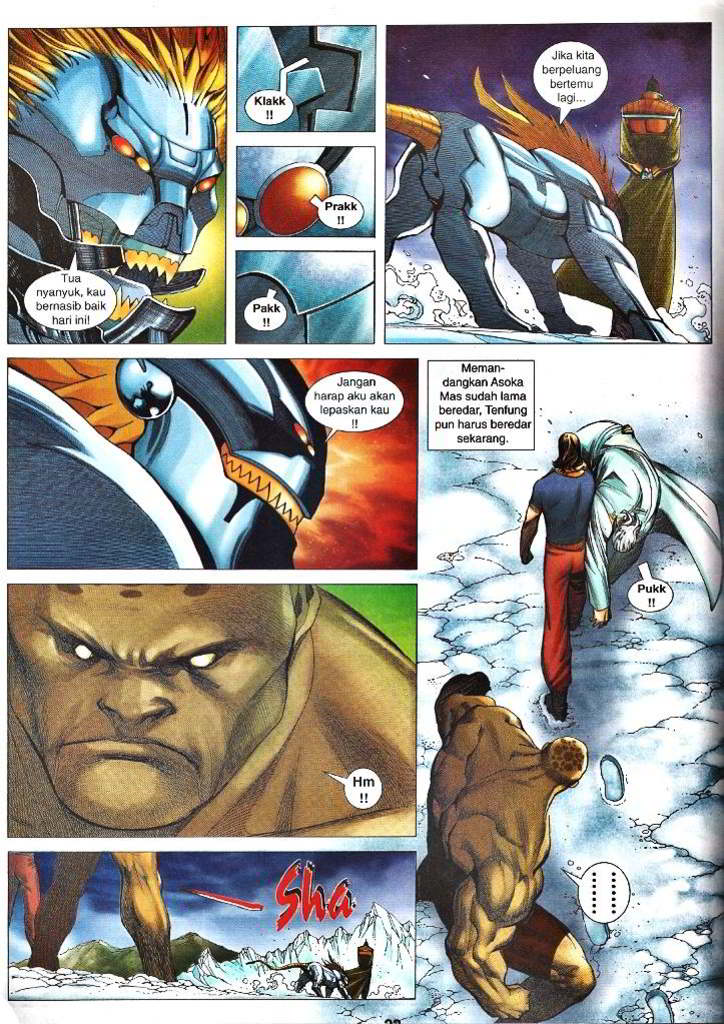 Tua
nyanyuk, kau
bernasib baik
hari ini!
Klakk
!!
Prakk
!!
Pakk
!!
Jika kita
berpeluang
bertemu
lagi...
Jangan
harap aku akan
lepaskan kau
!!
Meman-
dangkan Asoka
Mas sudah lama
beredar, Tenfung
pun harus beredar
sekarang.
Pukk
!!
Hm
!!
Sha